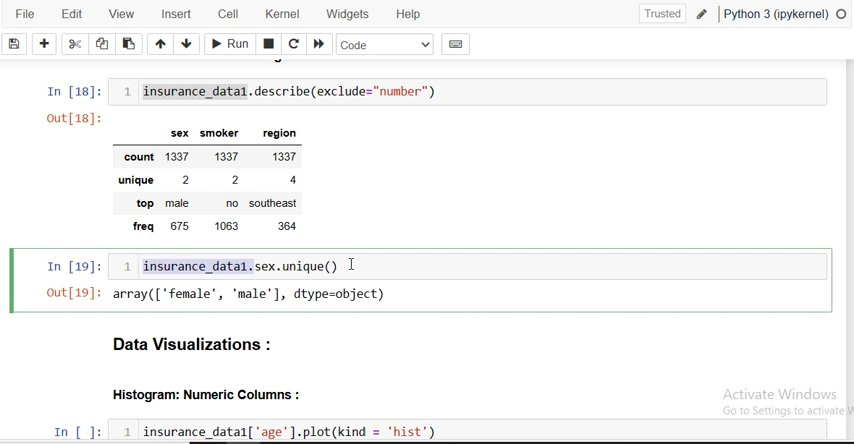 File Edit View Insert Cell Kernel Widgets Help Trusted Python 3 (ipykernel)
Run Code
In [18]: 1 insurance_data1.describe(exclude="number")
Out[18]:
sex smoker region
count 1337 1337 1337
unique 2 2 4
top male no southeast
freq 675 1063 364
In [19]: 1 insurance_data1.sex.unique()
Out[19]: array(['female', 'male'], dtype=object)
Data Visualizations :
Histogram: Numeric Columns :
Activate Windows
Go to Settings to activate W
In [ ]: 1 insurance_data1['age'].plot(kind = 'hist')